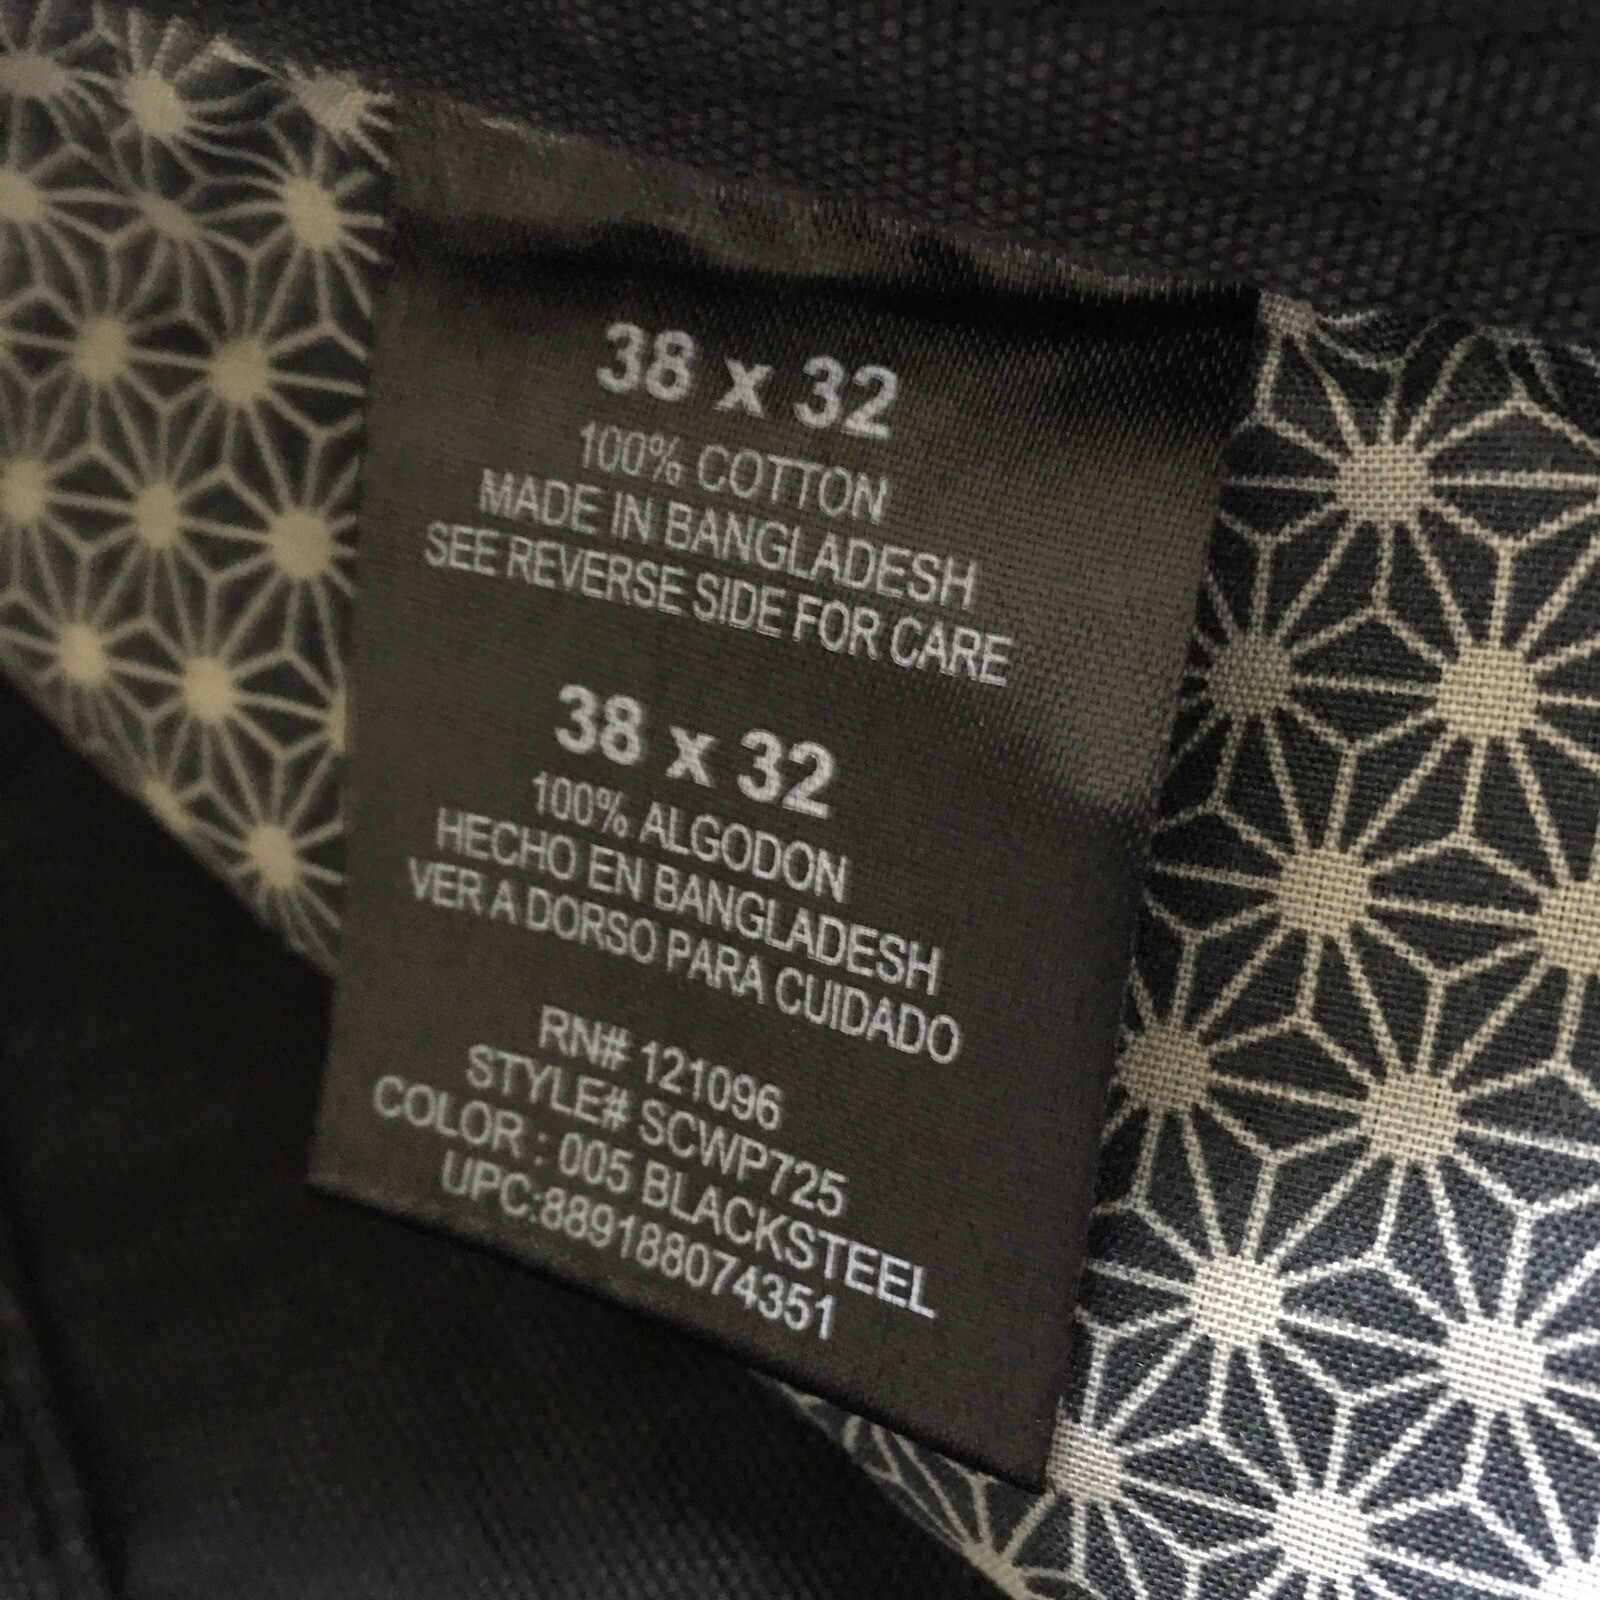 38 x 32
100% COTTON
MADE IN BANGLADESH
SEE REVERSE SIDE FOR CARE
38 x 32
100% ALGODON
HECHO EN BANGLADESH
VER A DORSO PARA CUIDADO
RN# 121096
STYLE# SCWP725
COLOR : 005 BLACKSTEEL
UPC:889188074351